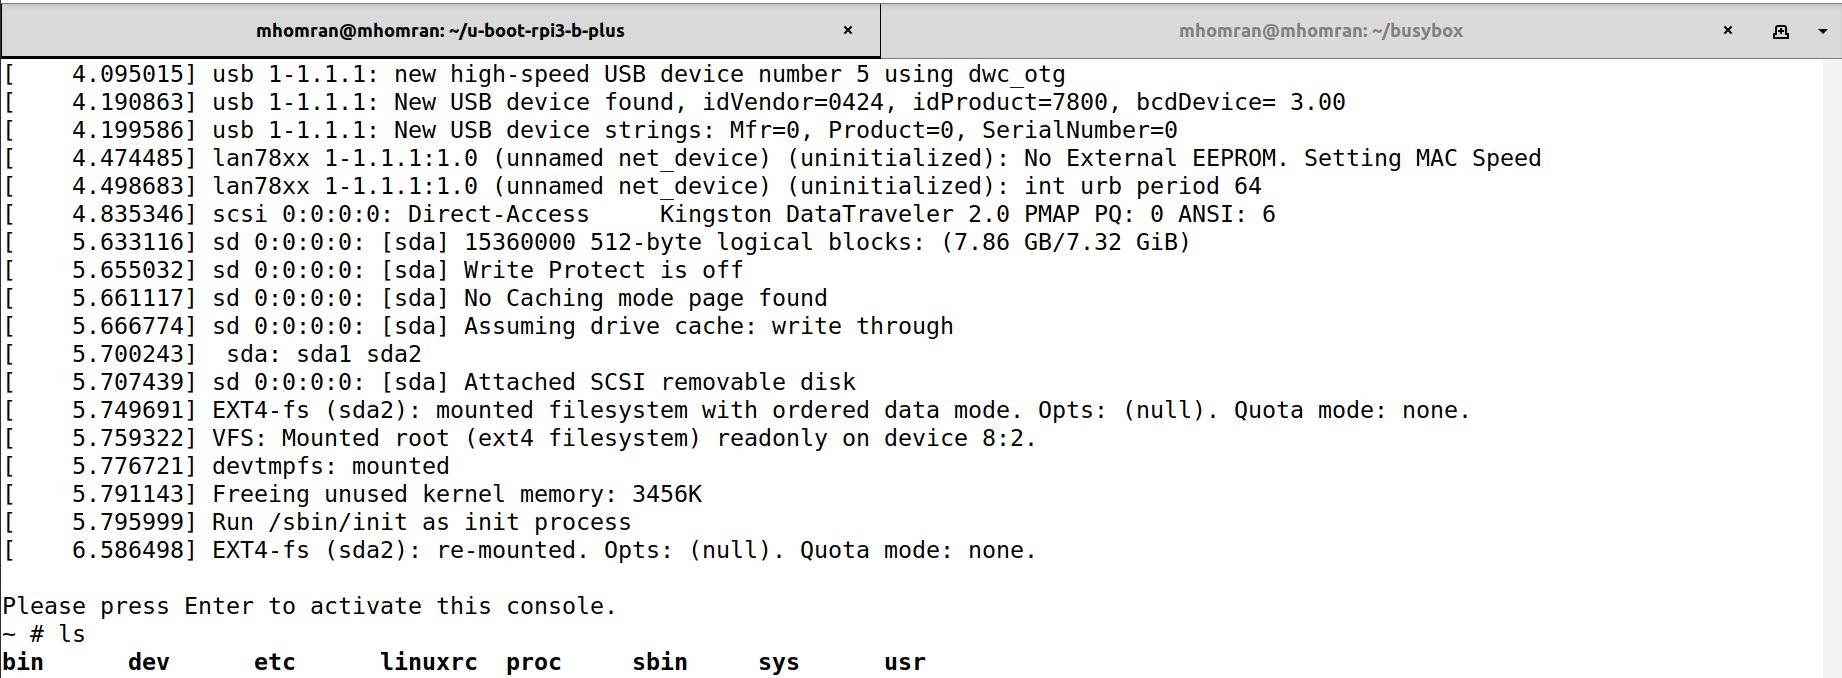 mhomran@mhomran: ~/u-boot-rpi3-b-plus × mhomran@mhomran: ~/busybox ×
[    4.095015] usb 1-1.1.1: new high-speed USB device number 5 using dwc_otg
[    4.190863] usb 1-1.1.1: New USB device found, idVendor=0424, idProduct=7800, bcdDevice= 3.00
[    4.199586] usb 1-1.1.1: New USB device strings: Mfr=0, Product=0, SerialNumber=0
[    4.474485] lan78xx 1-1.1.1:1.0 (unnamed net_device) (uninitialized): No External EEPROM. Setting MAC Speed
[    4.498683] lan78xx 1-1.1.1:1.0 (unnamed net_device) (uninitialized): int urb period 64
[    4.835346] scsi 0:0:0:0: Direct-Access     Kingston DataTraveler 2.0 PMAP PQ: 0 ANSI: 6
[    5.633116] sd 0:0:0:0: [sda] 15360000 512-byte logical blocks: (7.86 GB/7.32 GiB)
[    5.655032] sd 0:0:0:0: [sda] Write Protect is off
[    5.661117] sd 0:0:0:0: [sda] No Caching mode page found
[    5.666774] sd 0:0:0:0: [sda] Assuming drive cache: write through
[    5.700243]  sda: sda1 sda2
[    5.707439] sd 0:0:0:0: [sda] Attached SCSI removable disk
[    5.749691] EXT4-fs (sda2): mounted filesystem with ordered data mode. Opts: (null). Quota mode: none.
[    5.759322] VFS: Mounted root (ext4 filesystem) readonly on device 8:2.
[    5.776721] devtmpfs: mounted
[    5.791143] Freeing unused kernel memory: 3456K
[    5.795999] Run /sbin/init as init process
[    6.586498] EXT4-fs (sda2): re-mounted. Opts: (null). Quota mode: none.
Please press Enter to activate this console.
~ # ls
bin      dev      etc      linuxrc  proc     sbin     sys      usr